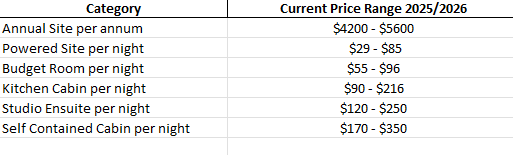 Category Current Price Range 2025/2026
Annual Site per annum $4200 - $5600
Powered Site per night $29 - $85
Budget Room per night $55 - $96
Kitchen Cabin per night $90 - $216
Studio Ensuite per night $120 - $250
Self Contained Cabin per night $170 - $350